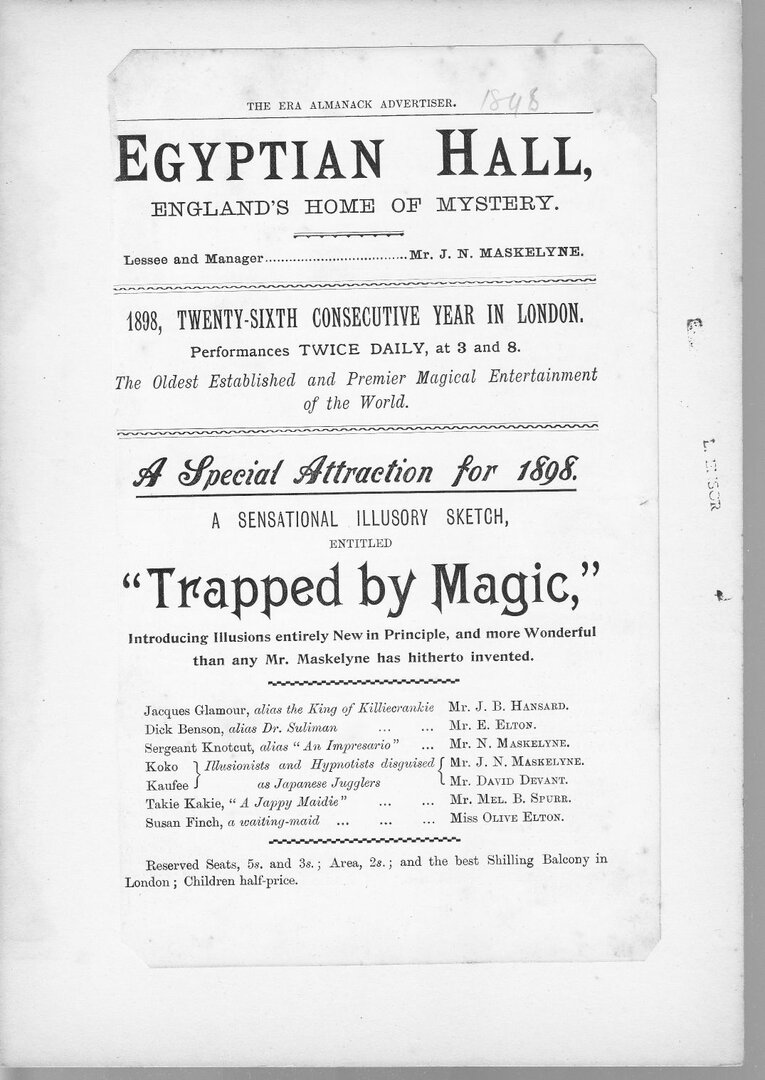 THE ERA ALMANACK ADVERTISER. 1898
EGYPTIAN HALL,
ENGLAND'S HOME OF MYSTERY.
Lessee and Manager..................................Mr. J. N. MASKELYNE.
1898, TWENTY-SIXTH CONSECUTIVE YEAR IN LONDON.
Performances TWICE DAILY, at 3 and 8.
The Oldest Established and Premier Magical Entertainment
of the World.
A Special Attraction for 1898.
A SENSATIONAL ILLUSORY SKETCH,
ENTITLED
“Trapped by Magic,”
Introducing Illusions entirely New in Principle, and more Wonderful
than any Mr. Maskelyne has hitherto invented.
Jacques Glamour, alias the King of Killiecrankie Mr. J. B. HANSARD.
Dick Benson, alias Dr. Suliman ... ... Mr. E. ELTON.
Sergeant Knotcut, alias “An Impresario” ... Mr. N. MASKELYNE.
Koko } Illusionists and Hypnotists disguised { Mr. J. N. MASKELYNE.
Kaufee } as Japanese Jugglers { Mr. DAVID DEVANT.
Takie Kakie, “A Jappy Maidie” ... ... Mr. MEL. B. SPURR.
Susan Finch, a waiting-maid ... ... ... Miss OLIVE ELTON.
Reserved Seats, 5s. and 3s.; Area, 2s.; and the best Shilling Balcony in
London; Children half-price.